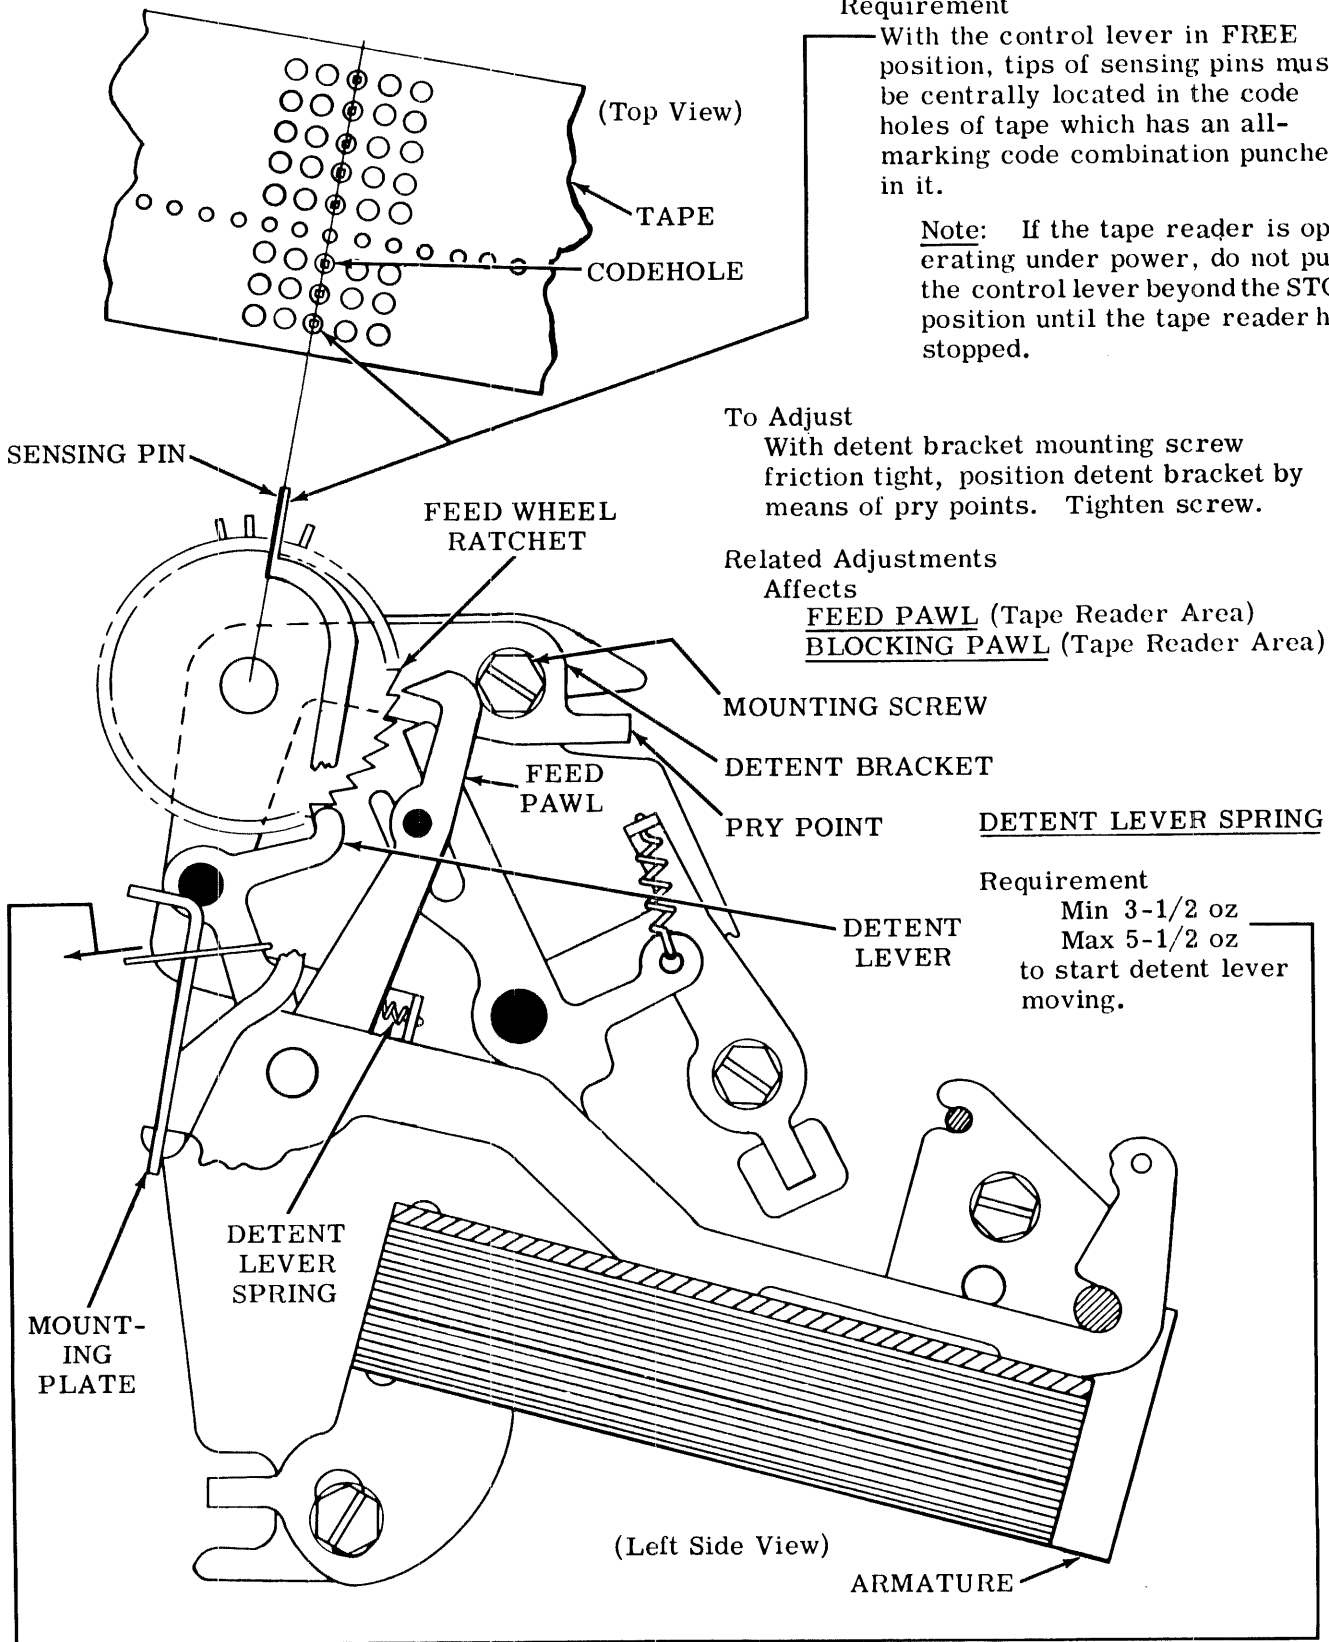 Requirement
With the control lever in FREE
position, tips of sensing pins mus
be centrally located in the code
holes of tape which has an all-
marking code combination punche
in it.
(Top View)
Note: If the tape reader is op
erating under power, do not pu
the control lever beyond the STO
position until the tape reader h
stopped.
TAPE
CODEHOLE
To Adjust
With detent bracket mounting screw
friction tight, position detent bracket by
means of pry points. Tighten screw.
SENSING PIN
FEED WHEEL
RATCHET
Related Adjustments
Affects
FEED PAWL (Tape Reader Area)
BLOCKING PAWL (Tape Reader Area)
MOUNTING SCREW
DETENT BRACKET
FEED
PAWL
PRY POINT
DETENT LEVER SPRING
Requirement
Min 3-1/2 oz
Max 5-1/2 oz
to start detent lever
moving.
DETENT
LEVER
DETENT
LEVER
SPRING
MOUNT-
ING
PLATE
(Left Side View)
ARMATURE